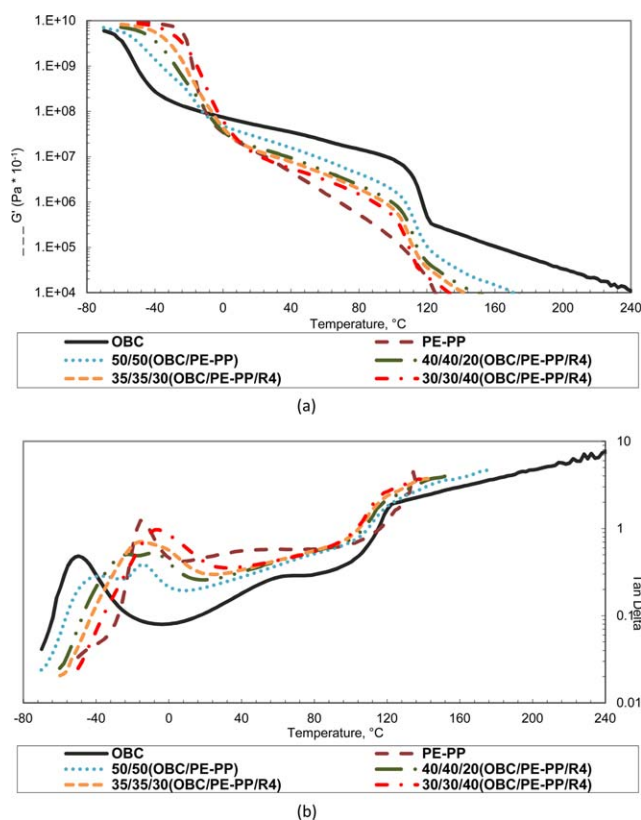 1.E+10
1.E+09
1.E+08
1.E+07
1.E+06
1.E+05
1.E+04
G' (Pa * 10⁻¹)
-80 -40 0 40 80 120 160 200 240
Temperature, °C
OBC PE-PP
50/50(OBC/PE-PP) 40/40/20(OBC/PE-PP/R4)
35/35/30(OBC/PE-PP/R4) 30/30/40(OBC/PE-PP/R4)
(a)
10
1
0.1
0.01
Tan Delta
-80 -40 0 40 80 120 160 200 240
Temperature, °C
OBC PE-PP
50/50(OBC/PE-PP) 40/40/20(OBC/PE-PP/R4)
35/35/30(OBC/PE-PP/R4) 30/30/40(OBC/PE-PP/R4)
(b)